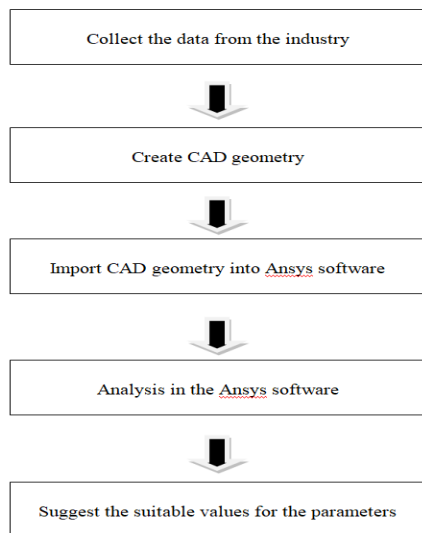 Collect the data from the industry
Create CAD geometry
Import CAD geometry into Ansys software
Analysis in the Ansys software
Suggest the suitable values for the parameters